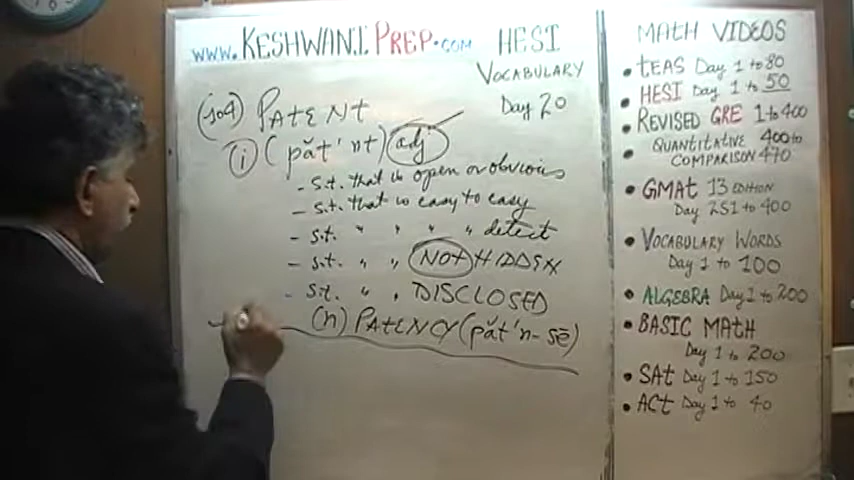 www.KESHWANI PREP.com
HESI
VOCABULARY
Day 20
(104) PATENT
(i) (păt'nt) adj
- s.t. that is open or obvious
- s.t. that is easy to easy
- s.t. " " " " detect
- s.t. " " NOT HIDDEN
- s.t. " " DISCLOSED
(n) PATENCY (păt'n-sē)
MATH VIDEOS
• TEAS Day 1 to 80
• HESI Day 1 to 50
• REVISED GRE 1 to 400
• QUANTITATIVE 400 to
COMPARISON 470
• GMAT 13 EDITION
Day 251 to 400
• VOCABULARY WORDS
Day 1 to 100
• ALGEBRA Day 1 to 200
• BASIC MATH
Day 1 to 200
• SAT Day 1 to 150
• ACT Day 1 to 40